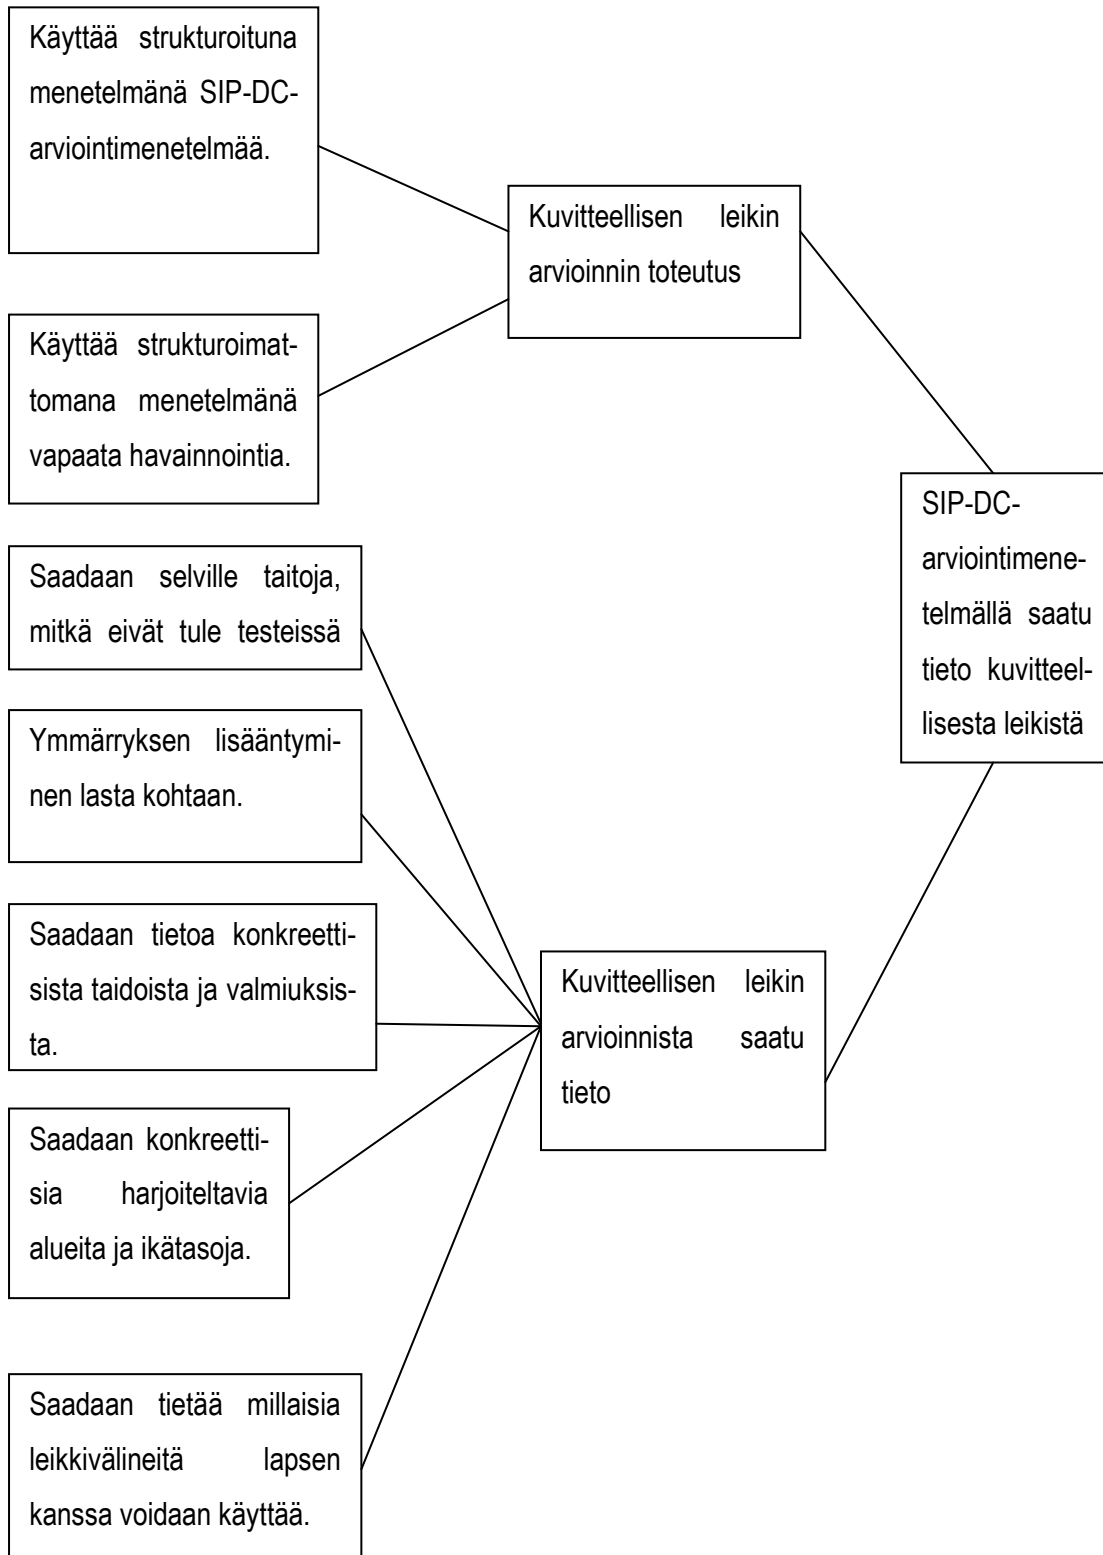 Käyttää strukturoituna
menetelmänä SIP-DC-
arviointimenetelmää.
Käyttää strukturoimat-
tomana menetelmänä
vapaata havainnointia.
Saadaan selville taitoja,
mitkä eivät tule testeissä
Ymmärryksen lisääntymi-
nen lasta kohtaan.
Saadaan tietoa konkreetti-
sista taidoista ja valmiuksis-
ta.
Saadaan konkreetti-
sia harjoiteltavia
alueita ja ikätasoja.
Saadaan tietää millaisia
leikkivälineitä lapsen
kanssa voidaan käyttää.
Kuvitteellisen leikin
arvioinnin toteutus
Kuvitteellisen leikin
arvioinnista saatu
tieto
SIP-DC-
arviointimene-
telmällä saatu
tieto kuvitteel-
lisesta leikistä